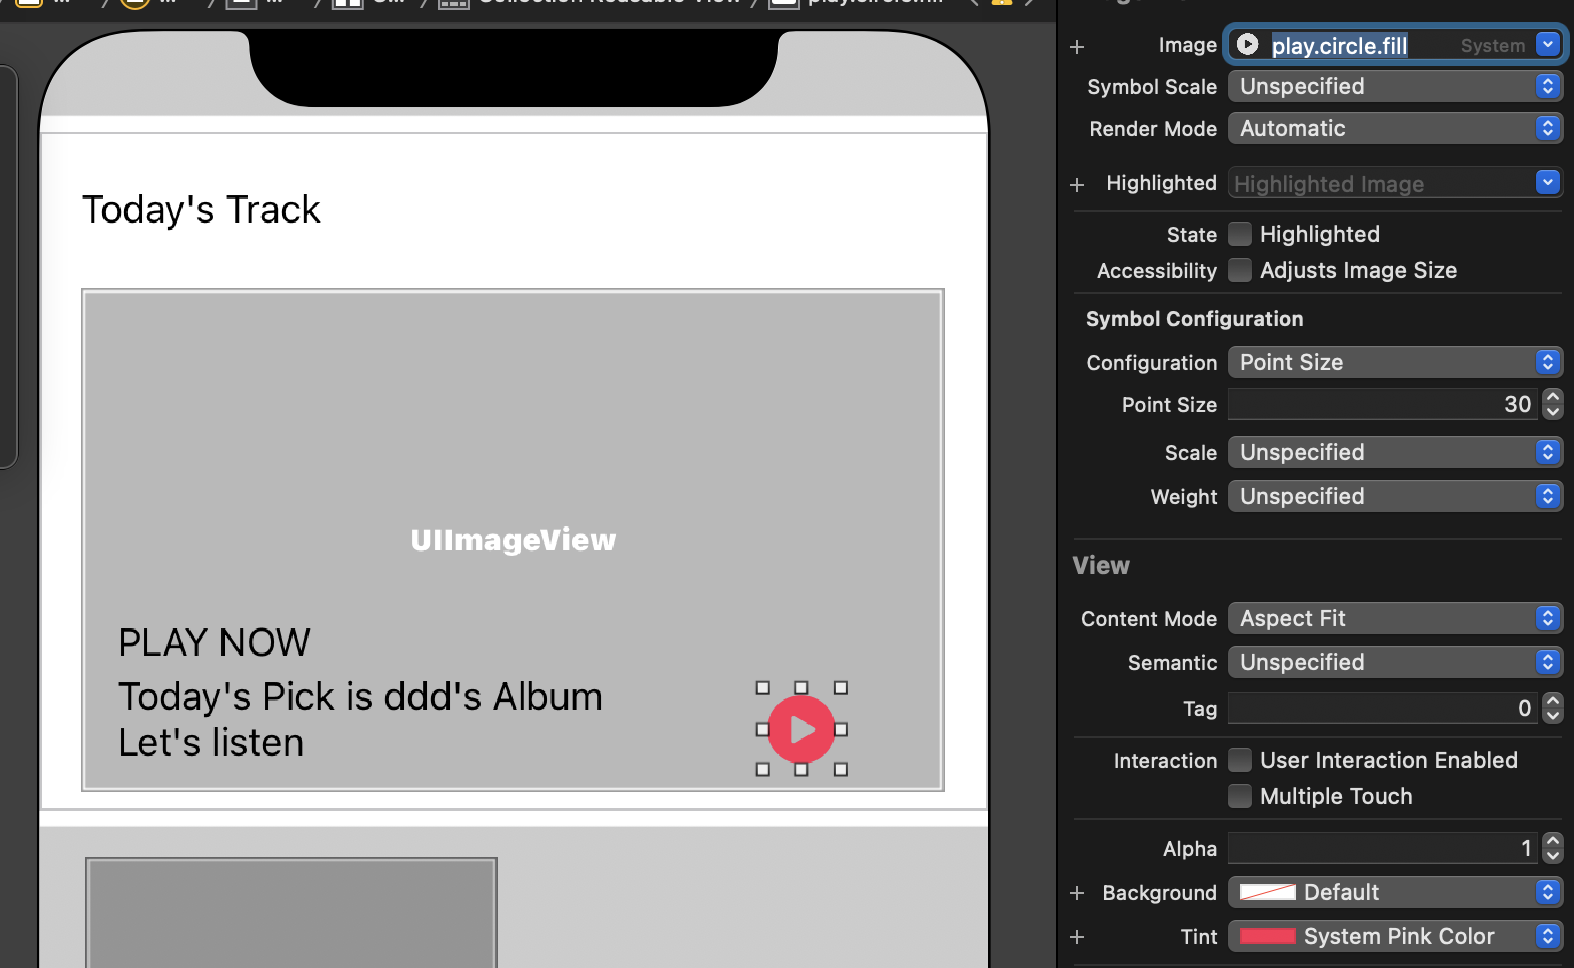 Today's Track
UIImageView
PLAY NOW
Today's Pick is ddd's Album
Let's listen
Image play.circle.fill System
Symbol Scale Unspecified
Render Mode Automatic
Highlighted Highlighted Image
State Highlighted
Accessibility Adjusts Image Size
Symbol Configuration
Configuration Point Size
Point Size 30
Scale Unspecified
Weight Unspecified
View
Content Mode Aspect Fit
Semantic Unspecified
Tag 0
Interaction User Interaction Enabled
Multiple Touch
Alpha 1
Background Default
Tint System Pink Color